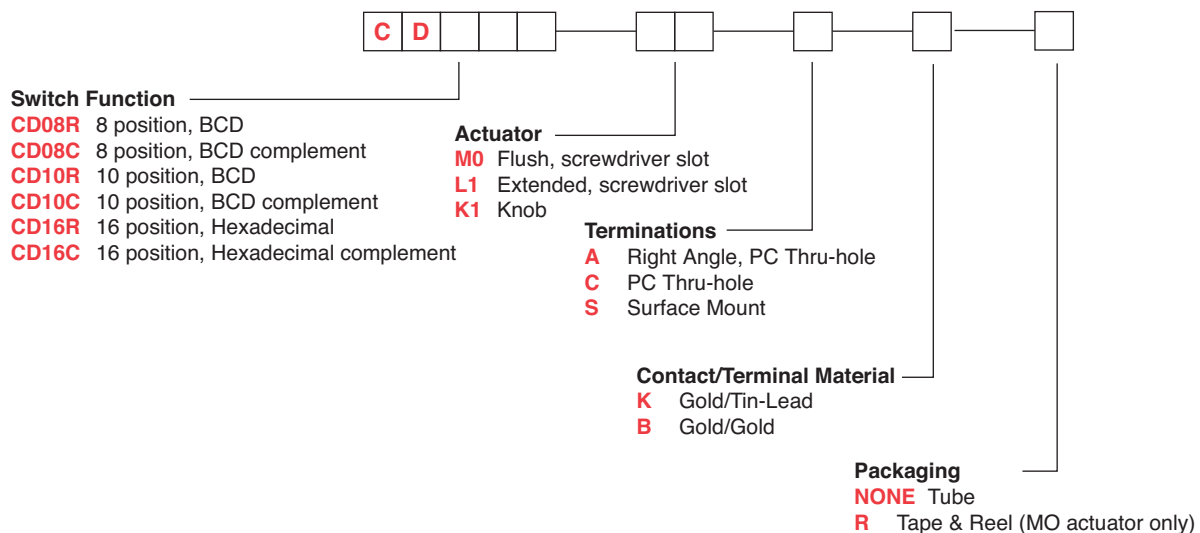 C D
Switch Function
CD08R 8 position, BCD
CD08C 8 position, BCD complement
CD10R 10 position, BCD
CD10C 10 position, BCD complement
CD16R 16 position, Hexadecimal
CD16C 16 position, Hexadecimal complement
Actuator
M0 Flush, screwdriver slot
L1 Extended, screwdriver slot
K1 Knob
Terminations
A Right Angle, PC Thru-hole
C PC Thru-hole
S Surface Mount
Contact/Terminal Material
K Gold/Tin-Lead
B Gold/Gold
Packaging
NONE Tube
R Tape & Reel (MO actuator only)